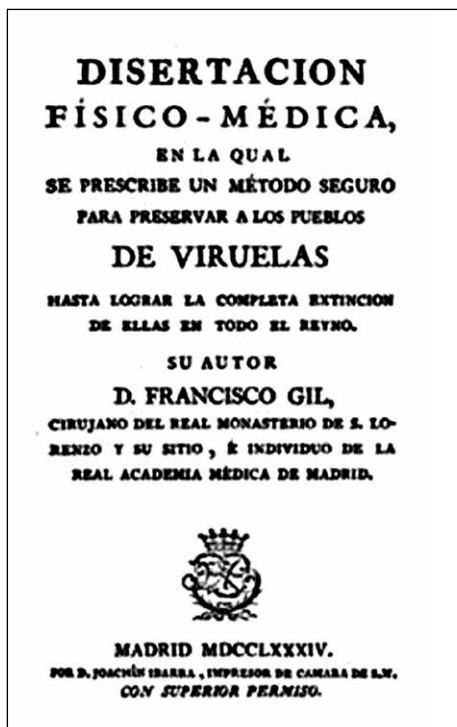 DISERTACION
FÍSICO-MÉDICA,
EN LA QUAL
SE PRESCRIBE UN MÉTODO SEGURO
PARA PRESERVAR A LOS PUEBLOS
DE VIRUELAS
HASTA LOGRAR LA COMPLETA EXTINCION
DE ELLAS EN TODO EL REYNO.
SU AUTOR
D. FRANCISCO GIL,
CIRUJANO DEL REAL MONASTERIO DE S. LO-
RENZO Y SU SITIO, É INDIVIDUO DE LA
REAL ACADEMIA MÉDICA DE MADRID.
MADRID MDCCLXXXIV.
POR D. JOACHÎN IBARRA, IMPRESOR DE CAMARA DE S.M.
CON SUPERIOR PERMISO.